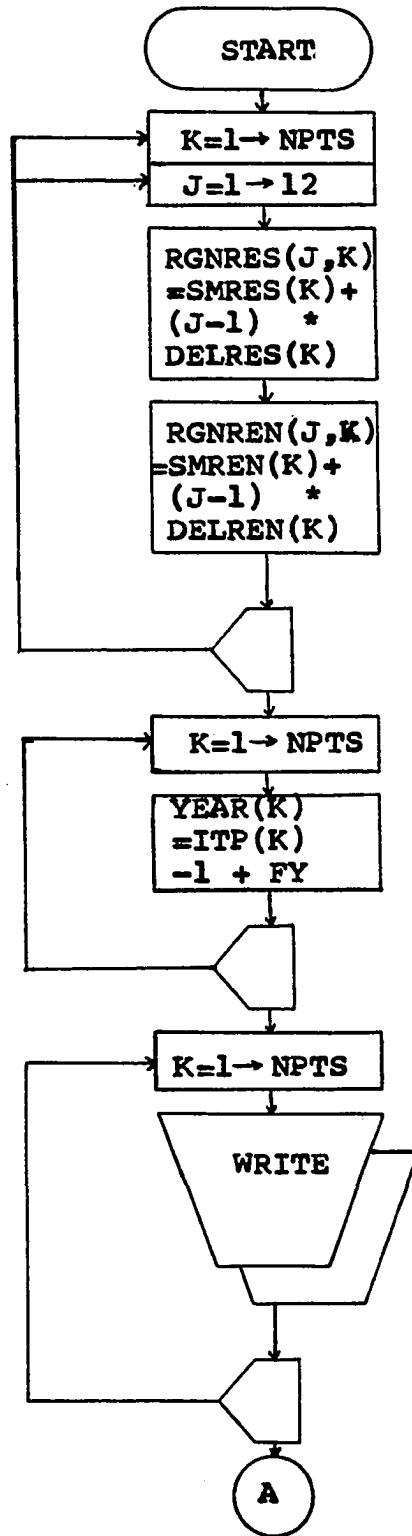 START
K=1→NPTS
J=1→12
RGNRES(J,K)
=SMRES(K)+
(J-1) *
DELRES(K)
RGNREN(J,K)
=SMREN(K)+
(J-1) *
DELREN(K)
K=1→NPTS
YEAR(K)
=ITP(K)
-1 + FY
K=1→NPTS
WRITE
A